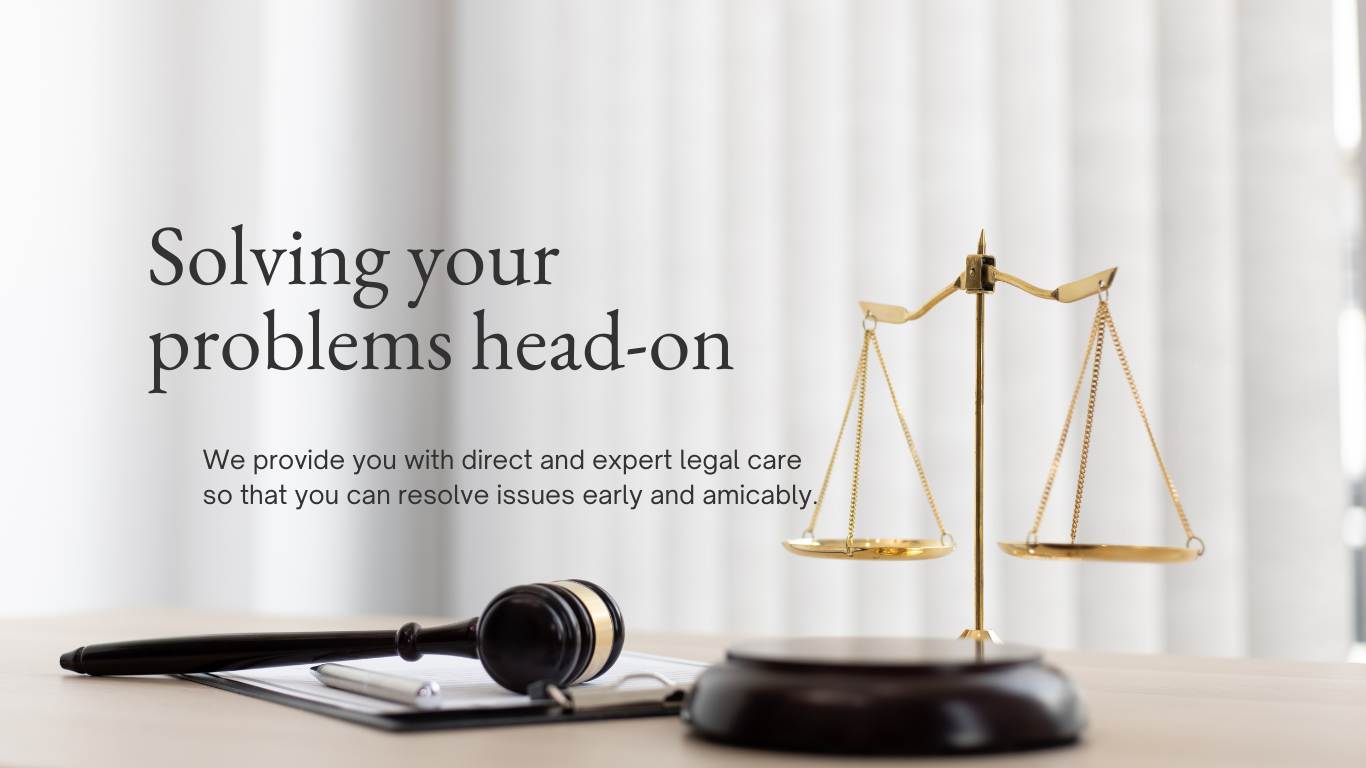 Solving your
problems head-on
We provide you with direct and expert legal care
so that you can resolve issues early and amicably.